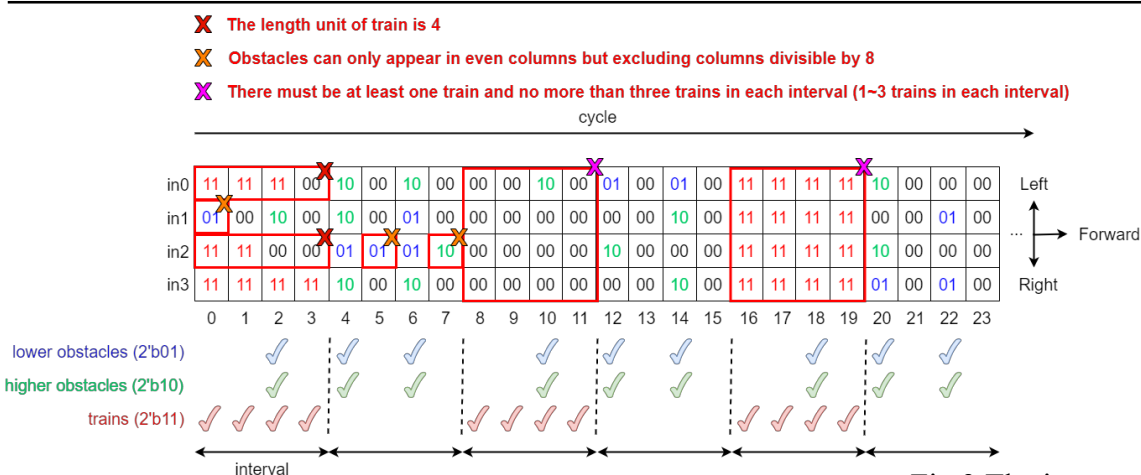 The length unit of train is 4
Obstacles can only appear in even columns but excluding columns divisible by 8
There must be at least one train and no more than three trains in each interval (1~3 trains in each interval)
cycle
in0 11 11 11 00 10 00 10 00 00 00 10 00 01 00 01 00 11 11 11 11 10 00 00 00 Left
in1 01 00 10 00 10 00 01 00 00 00 00 00 00 00 10 00 11 11 11 11 00 00 01 00
... Forward
in2 11 11 00 00 01 01 01 10 00 00 00 00 10 00 00 00 11 11 11 11 10 00 00 00
in3 11 11 11 11 10 00 10 00 00 00 00 00 00 00 10 00 11 11 11 11 01 00 01 00 Right
0 1 2 3 4 5 6 7 8 9 10 11 12 13 14 15 16 17 18 19 20 21 22 23
lower obstacles (2'b01)
higher obstacles (2'b10)
trains (2'b11)
interval